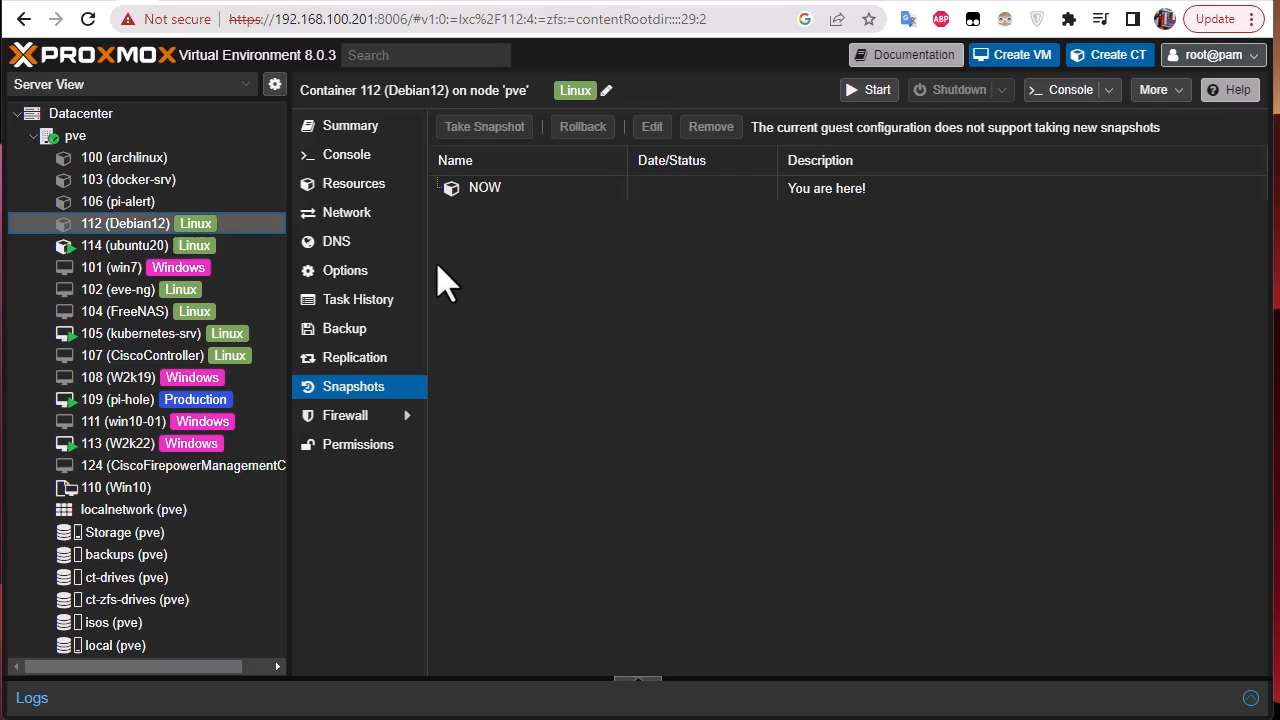 Not secure https://192.168.100.201:8006/#v1:0:=lxc%2F112:4:=zfs:=contentRootdir::::29:2 ABP Update
PROXMOX Virtual Environment 8.0.3 Search Documentation Create VM Create CT root@pam
Server View
Container 112 (Debian12) on node 'pve' Linux Start Shutdown Console More Help
Datacenter
pve
100 (archlinux)
103 (docker-srv)
106 (pi-alert)
112 (Debian12) Linux
114 (ubuntu20) Linux
101 (win7) Windows
102 (eve-ng) Linux
104 (FreeNAS) Linux
105 (kubernetes-srv) Linux
107 (CiscoController) Linux
108 (W2k19) Windows
109 (pi-hole) Production
111 (win10-01) Windows
113 (W2k22) Windows
124 (CiscoFirepowerManagementC
110 (Win10)
localnetwork (pve)
Storage (pve)
backups (pve)
ct-drives (pve)
ct-zfs-drives (pve)
isos (pve)
local (pve)
Summary
Console
Resources
Network
DNS
Options
Task History
Backup
Replication
Snapshots
Firewall
Permissions
Take Snapshot Rollback Edit Remove The current guest configuration does not support taking new snapshots
Name Date/Status Description
NOW You are here!
Logs